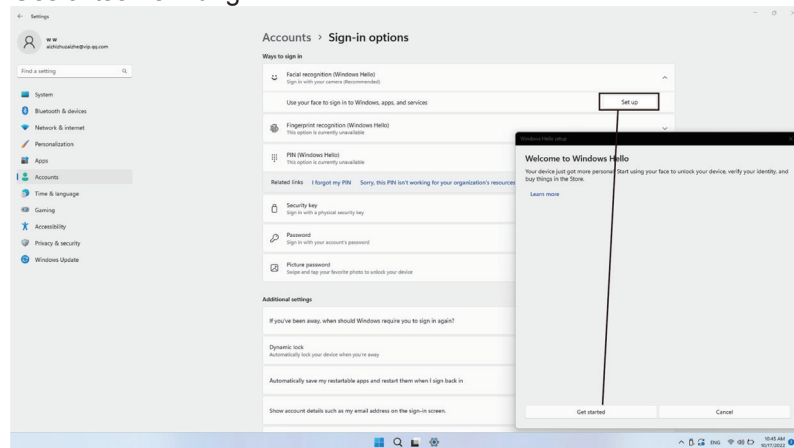 Settings
W W
aizhizhuzaizhe@vip.qq.com
Find a setting
System
Bluetooth & devices
Network & internet
Personalization
Apps
Accounts
Time & language
Gaming
Accessibility
Privacy & security
Windows Update
Accounts > Sign-in options
Ways to sign in
Facial recognition (Windows Hello)
Sign in with your camera (Recommended)
Use your face to sign in to Windows, apps, and services
Set up
Fingerprint recognition (Windows Hello)
This option is currently unavailable
PIN (Windows Hello)
This option is currently unavailable
Related links I forgot my PIN Sorry, this PIN isn't working for your organization's resources
Security key
Sign in with a physical security key
Password
Sign in with your account's password
Picture password
Swipe and tap your favorite photo to unlock your device
Additional settings
If you've been away, when should Windows require you to sign in again?
Dynamic lock
Automatically lock your device when you're away
Automatically save my restartable apps and restart them when I sign back in
Show account details such as my email address on the sign-in screen.
Windows Hello setup
Welcome to Windows Hello
Your device just got more personal. Start using your face to unlock your device, verify your identity, and
buy things in the Store.
Learn more
Get started
Cancel
ENG
10:45 AM
10/17/2022